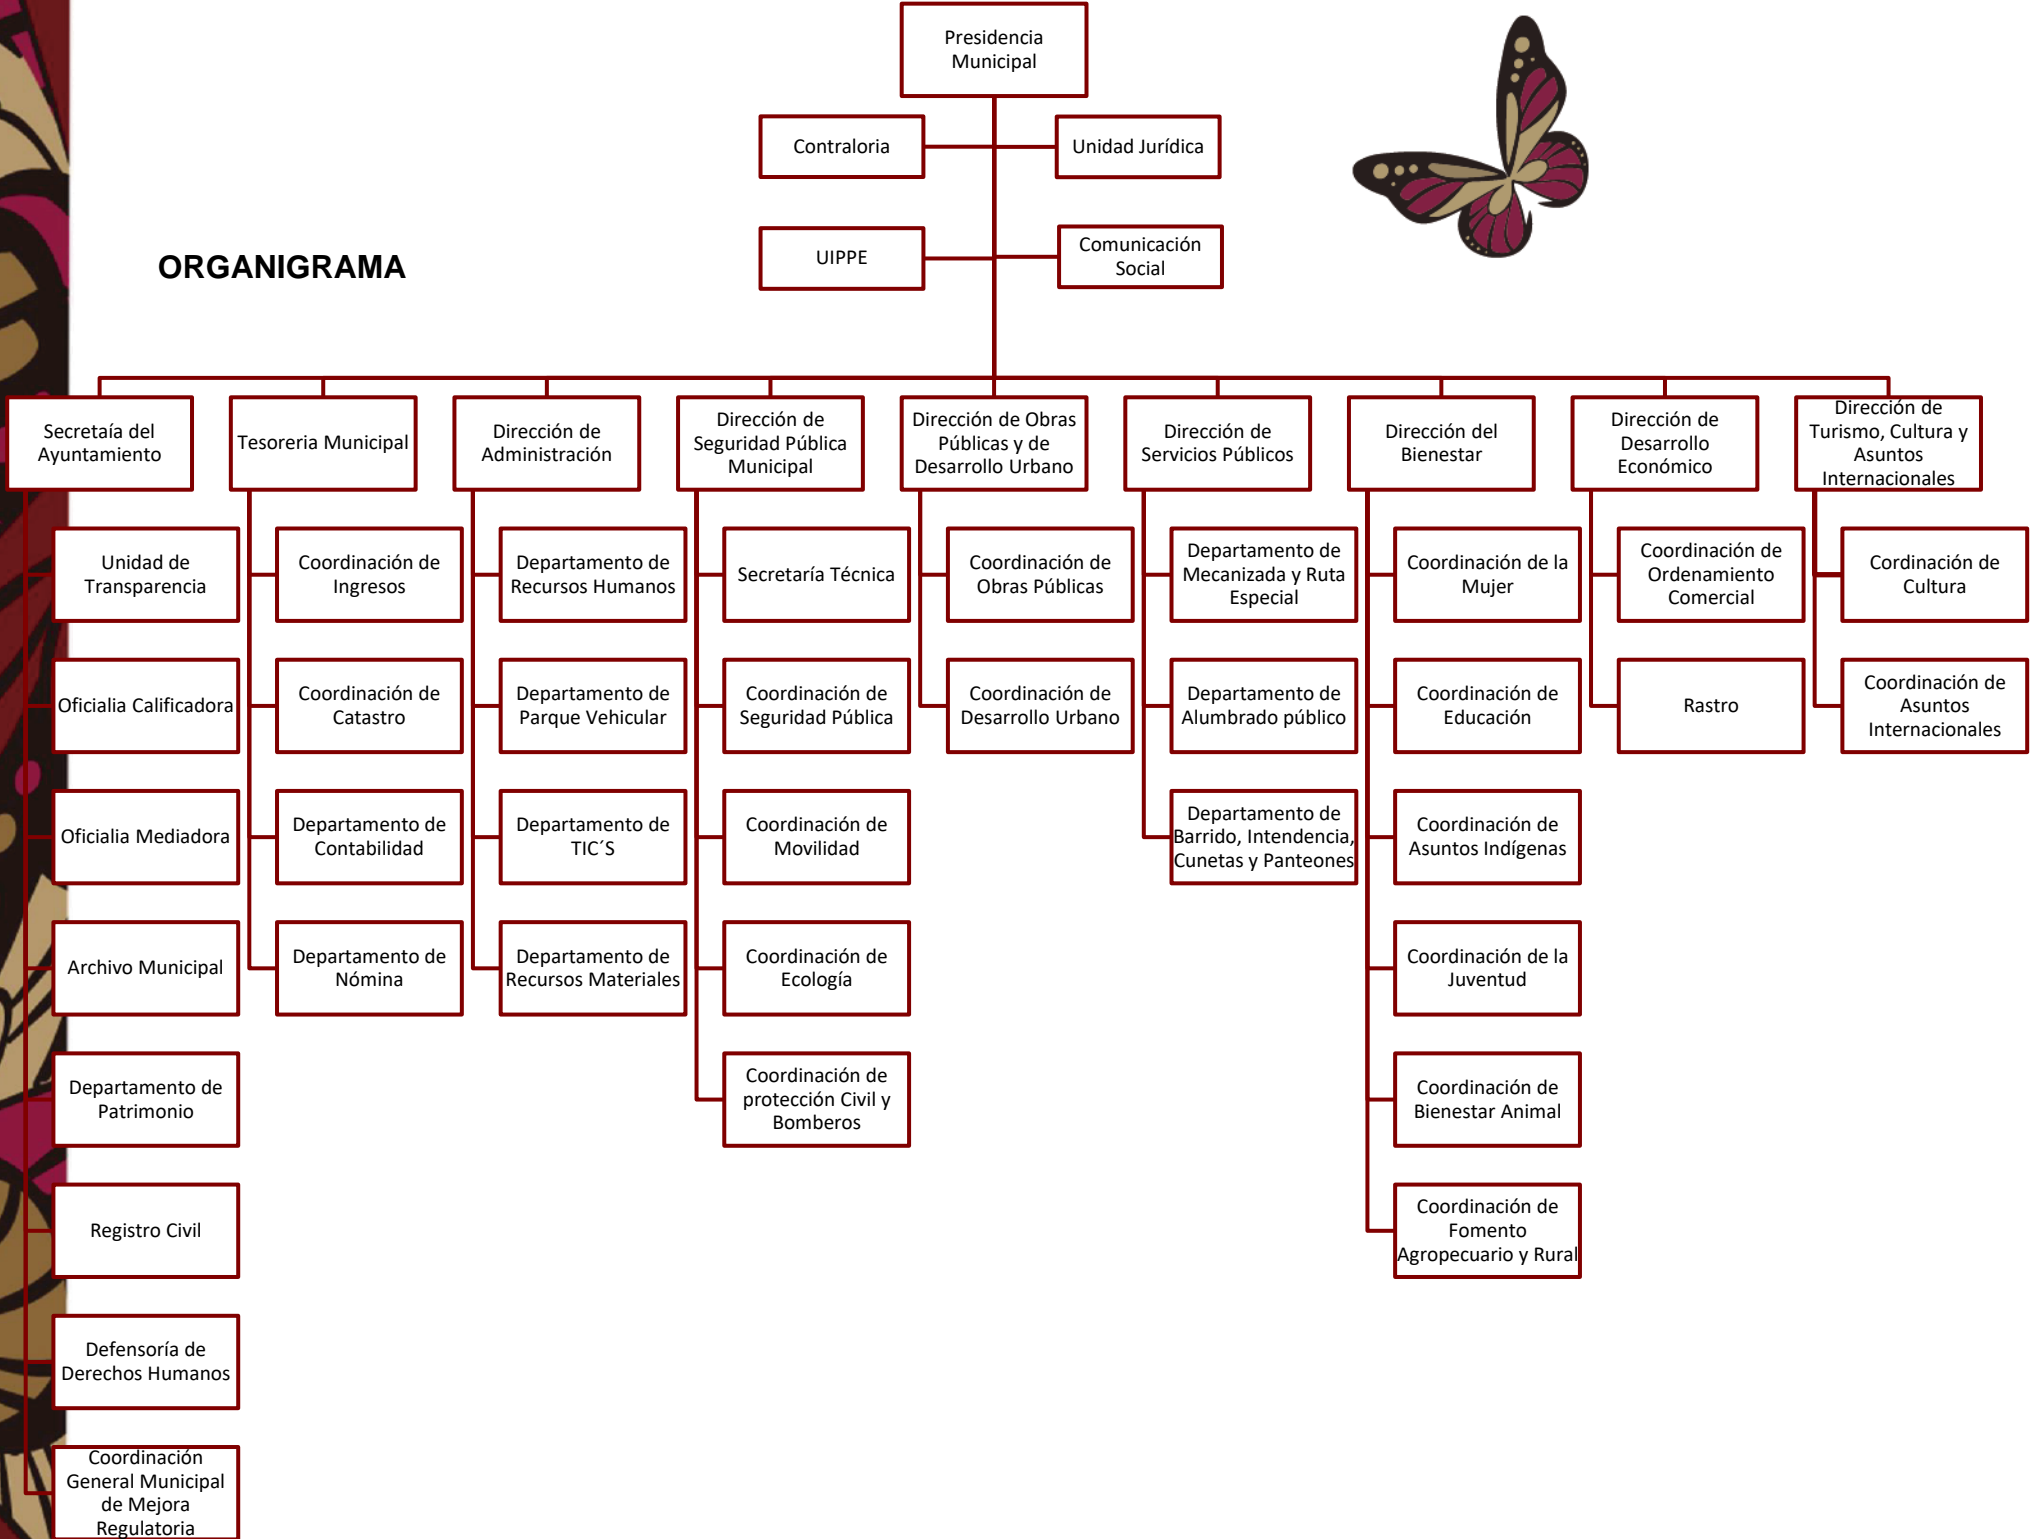 Presidencia
Municipal
Contraloria
Unidad Jurídica
UIPPE
Comunicación
Social
ORGANIGRAMA
Secretaía del
Ayuntamiento
Tesoreria Municipal
Dirección de
Administración
Dirección de
Seguridad Pública
Municipal
Dirección de Obras
Públicas y de
Desarrollo Urbano
Dirección de
Servicios Públicos
Dirección del
Bienestar
Dirección de
Desarrollo
Económico
Dirección de
Turismo, Cultura y
Asuntos
Internacionales
Unidad de
Transparencia
Coordinación de
Ingresos
Departamento de
Recursos Humanos
Secretaría Técnica
Coordinación de
Obras Públicas
Departamento de
Mecanizada y Ruta
Especial
Coordinación de la
Mujer
Coordinación de
Ordenamiento
Comercial
Cordinación de
Cultura
Oficialia Calificadora
Coordinación de
Catastro
Departamento de
Parque Vehicular
Coordinación de
Seguridad Pública
Coordinación de
Desarrollo Urbano
Departamento de
Alumbrado público
Coordinación de
Educación
Rastro
Coordinación de
Asuntos
Internacionales
Oficialia Mediadora
Departamento de
Contabilidad
Departamento de
TIC´S
Coordinación de
Movilidad
Departamento de
Barrido, Intendencia,
Cunetas y Panteones
Coordinación de
Asuntos Indígenas
Archivo Municipal
Departamento de
Nómina
Departamento de
Recursos Materiales
Coordinación de
Ecología
Coordinación de la
Juventud
Departamento de
Patrimonio
Coordinación de
protección Civil y
Bomberos
Coordinación de
Bienestar Animal
Registro Civil
Coordinación de
Fomento
Agropecuario y Rural
Defensoría de
Derechos Humanos
Coordinación
General Municipal
de Mejora
Regulatoria